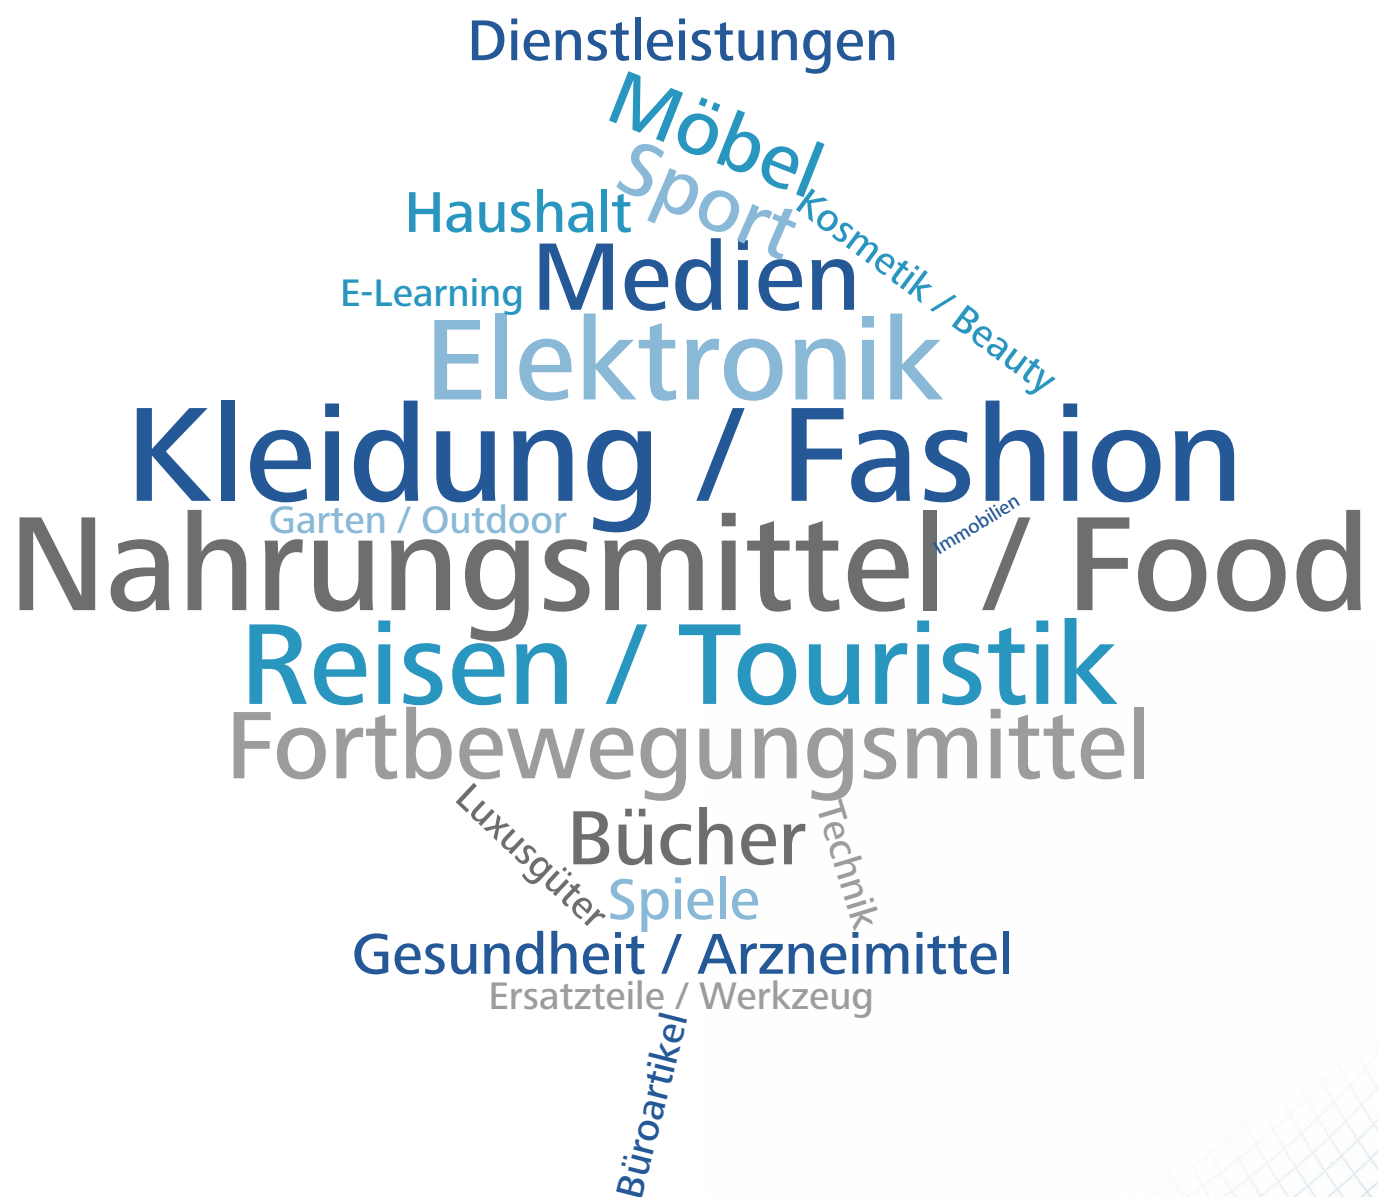 Dienstleistungen
Möbel
Sport
Haushalt
Kosmetik / Beauty
Medien
E-Learning
Elektronik
Kleidung / Fashion
Garten / Outdoor
Immobilien
Nahrungsmittel / Food
Reisen / Touristik
Fortbewegungsmittel
Luxusgüter
Bücher
Technik
Spiele
Gesundheit / Arzneimittel
Ersatzteile / Werkzeug
Büroartikel